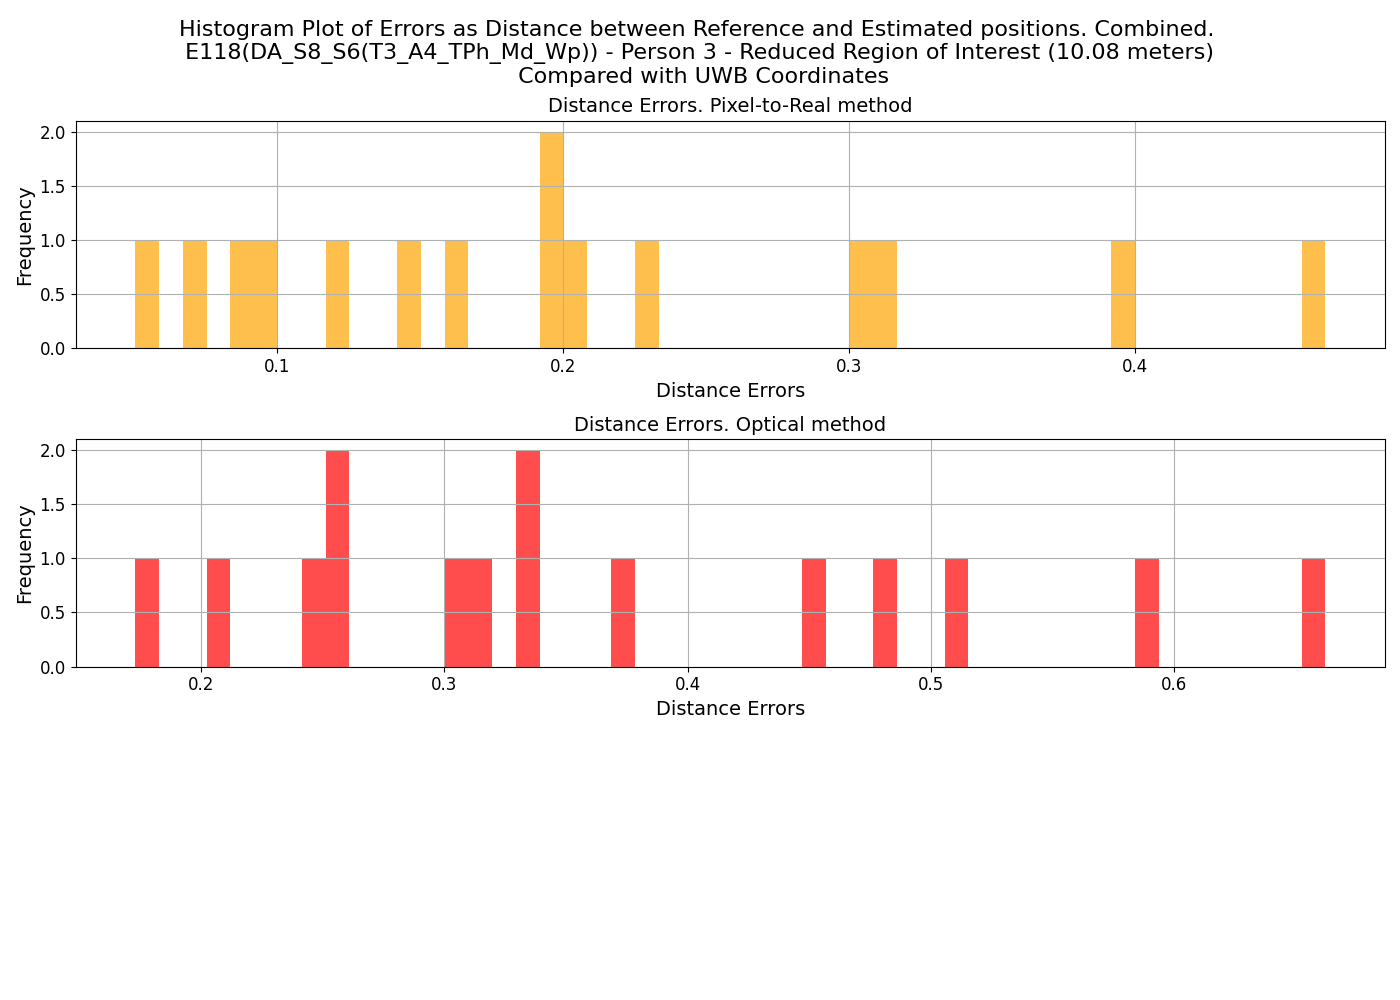 Histogram Plot of Errors as Distance between Reference and Estimated positions. Combined.
E118(DA_S8_S6(T3_A4_TPh_Md_Wp)) - Person 3 - Reduced Region of Interest (10.08 meters)
Compared with UWB Coordinates
Distance Errors. Pixel-to-Real method
Frequency
2.0
1.5
1.0
0.5
0.0
0.1 0.2 0.3 0.4
Distance Errors
Distance Errors. Optical method
Frequency
2.0
1.5
1.0
0.5
0.0
0.2 0.3 0.4 0.5 0.6
Distance Errors